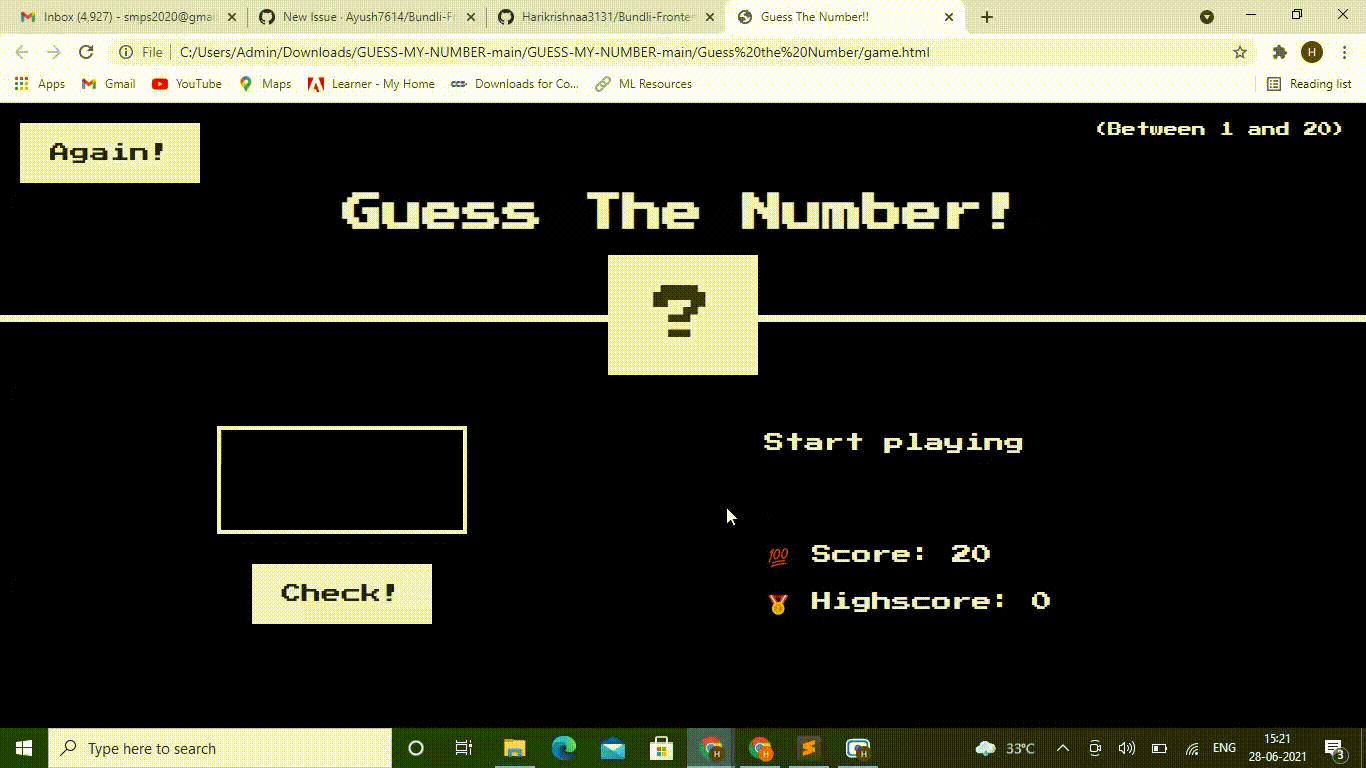 Inbox (4,927) - smps2020@gmai
New Issue · Ayush7614/Bundli-Fr
Harikrishnaa3131/Bundli-Fronten
Guess The Number!!
File
C:/Users/Admin/Downloads/GUESS-MY-NUMBER-main/GUESS-MY-NUMBER-main/Guess%20the%20Number/game.html
H
Apps
Gmail
YouTube
Maps
Learner - My Home
Downloads for Co...
ML Resources
Reading list
Again!
(Between 1 and 20)
Guess The Number!
?
Start playing
💯 Score: 20
🥇 Highscore: 0
Check!
Type here to search
33°C
ENG
15:21
28-06-2021
3